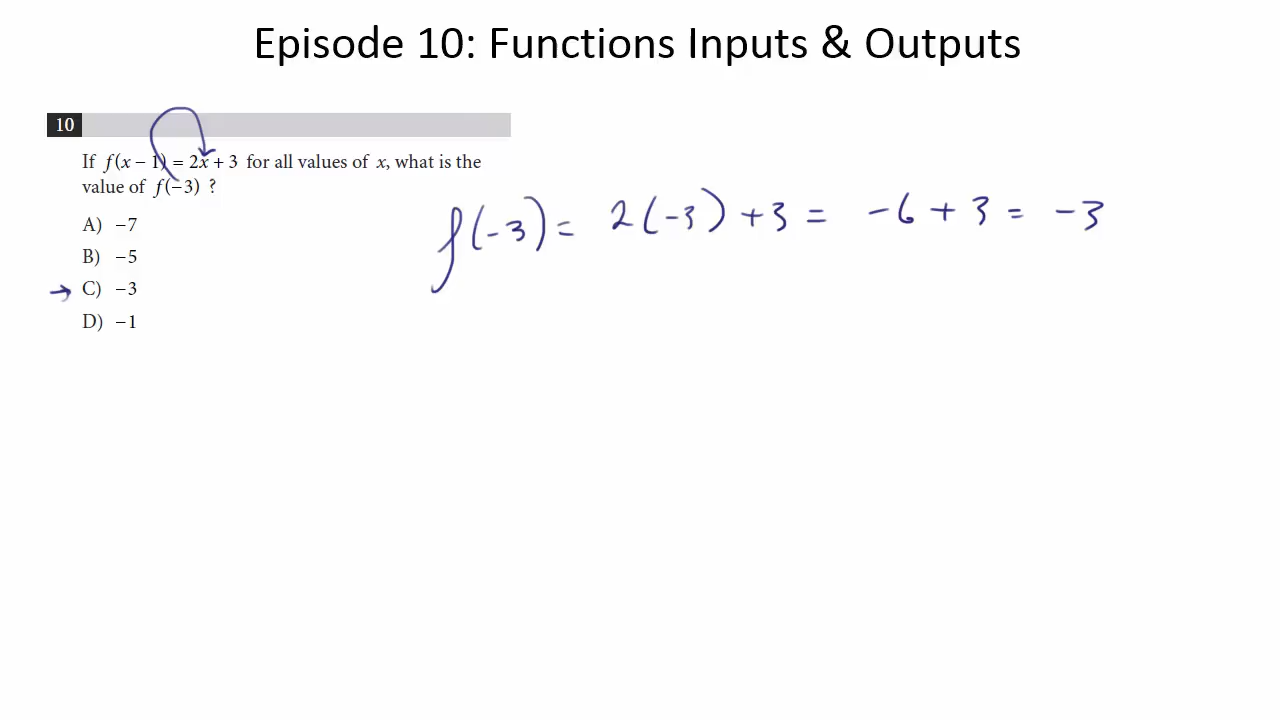 Episode 10: Functions Inputs & Outputs
10
If f(x − 1) = 2x + 3 for all values of x, what is the
value of f(−3) ?
A) −7
B) −5
C) −3
D) −1
f(-3) = 2(-3) + 3 = -6 + 3 = -3